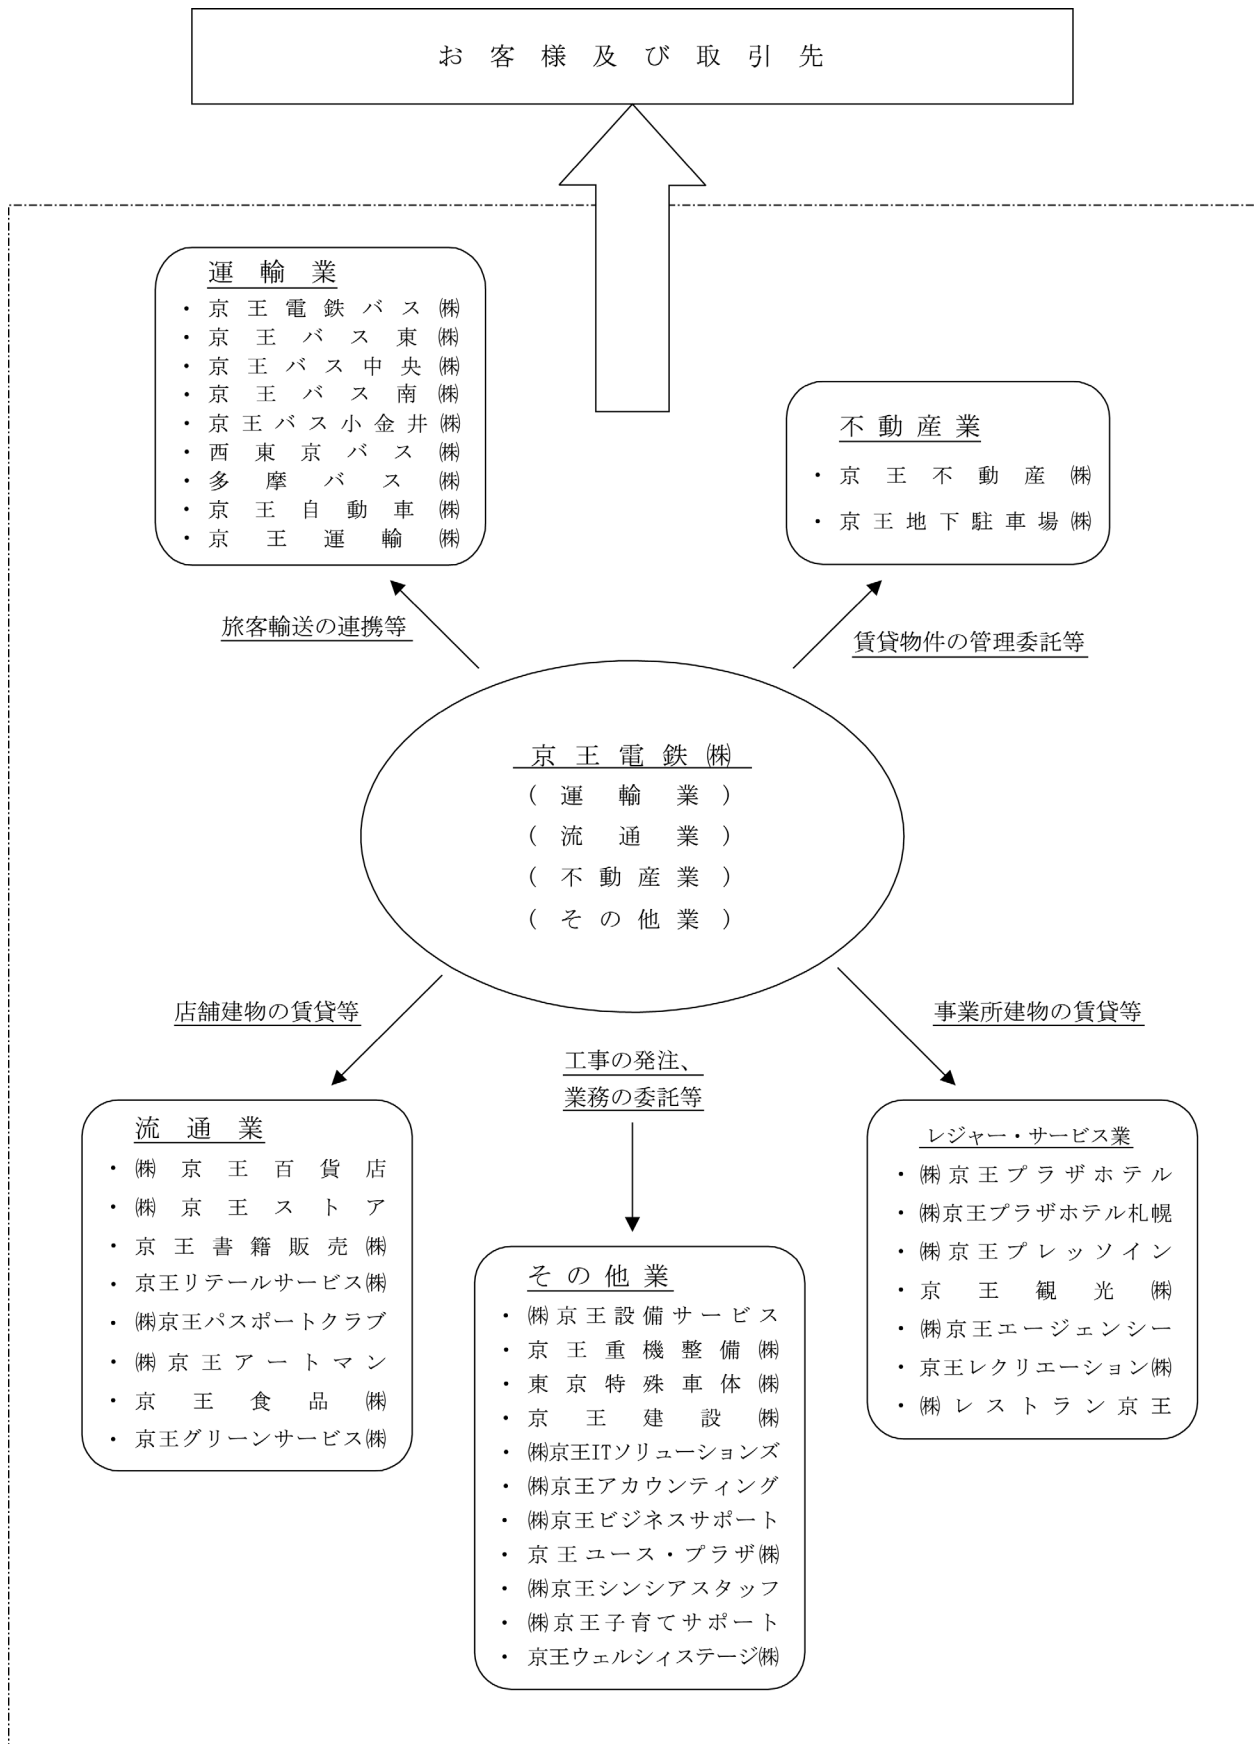 お客様及び取引先
運輸業
・京王電鉄バス㈱
・京王バス東㈱
・京王バス中央㈱
・京王バス南㈱
・京王バス小金井㈱
・西東京バス㈱
・多摩バス㈱
・京王自動車㈱
・京王運輸㈱
不動産業
・京王不動産㈱
・京王地下駐車場㈱
旅客輸送の連携等
賃貸物件の管理委託等
京王電鉄㈱
(運輸業)
(流通業)
(不動産業)
(その他業)
店舗建物の賃貸等
工事の発注、
業務の委託等
事業所建物の賃貸等
流通業
・㈱京王百貨店
・㈱京王ストア
・京王書籍販売㈱
・京王リテールサービス㈱
・㈱京王パスポートクラブ
・㈱京王アートマン
・京王食品㈱
・京王グリーンサービス㈱
その他業
・㈱京王設備サービス
・京王重機整備㈱
・東京特殊車体㈱
・京王建設㈱
・㈱京王ITソリューションズ
・㈱京王アカウンティング
・㈱京王ビジネスサポート
・京王ユース・プラザ㈱
・㈱京王シンシアスタッフ
・㈱京王子育てサポート
・京王ウェルシィステージ㈱
レジャー・サービス業
・㈱京王プラザホテル
・㈱京王プラザホテル札幌
・㈱京王プレッソイン
・京王観光㈱
・㈱京王エージェンシー
・京王レクリエーション㈱
・㈱レストラン京王